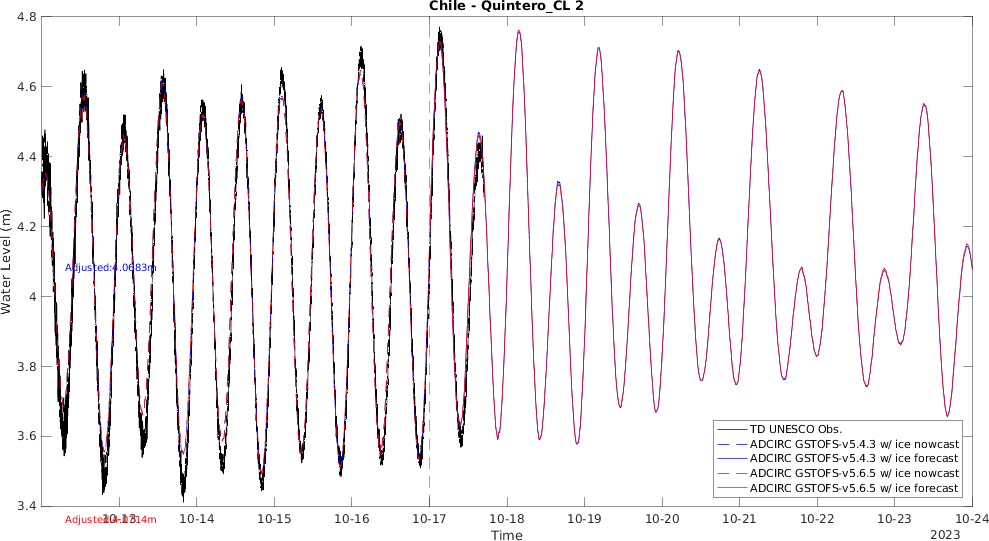 Chile - Quintero_CL 2
4.8
4.6
4.4
4.2
4
3.8
3.6
3.4
Water Level (m)
Adjusted:4.0683m
TD UNESCO Obs.
ADCIRC GSTOFS-v5.4.3 w/ ice nowcast
ADCIRC GSTOFS-v5.4.3 w/ ice forecast
ADCIRC GSTOFS-v5.6.5 w/ ice nowcast
ADCIRC GSTOFS-v5.6.5 w/ ice forecast
10-13 10-14 10-15 10-16 10-17 10-18 10-19 10-20 10-21 10-22 10-23 10-24
Time
2023